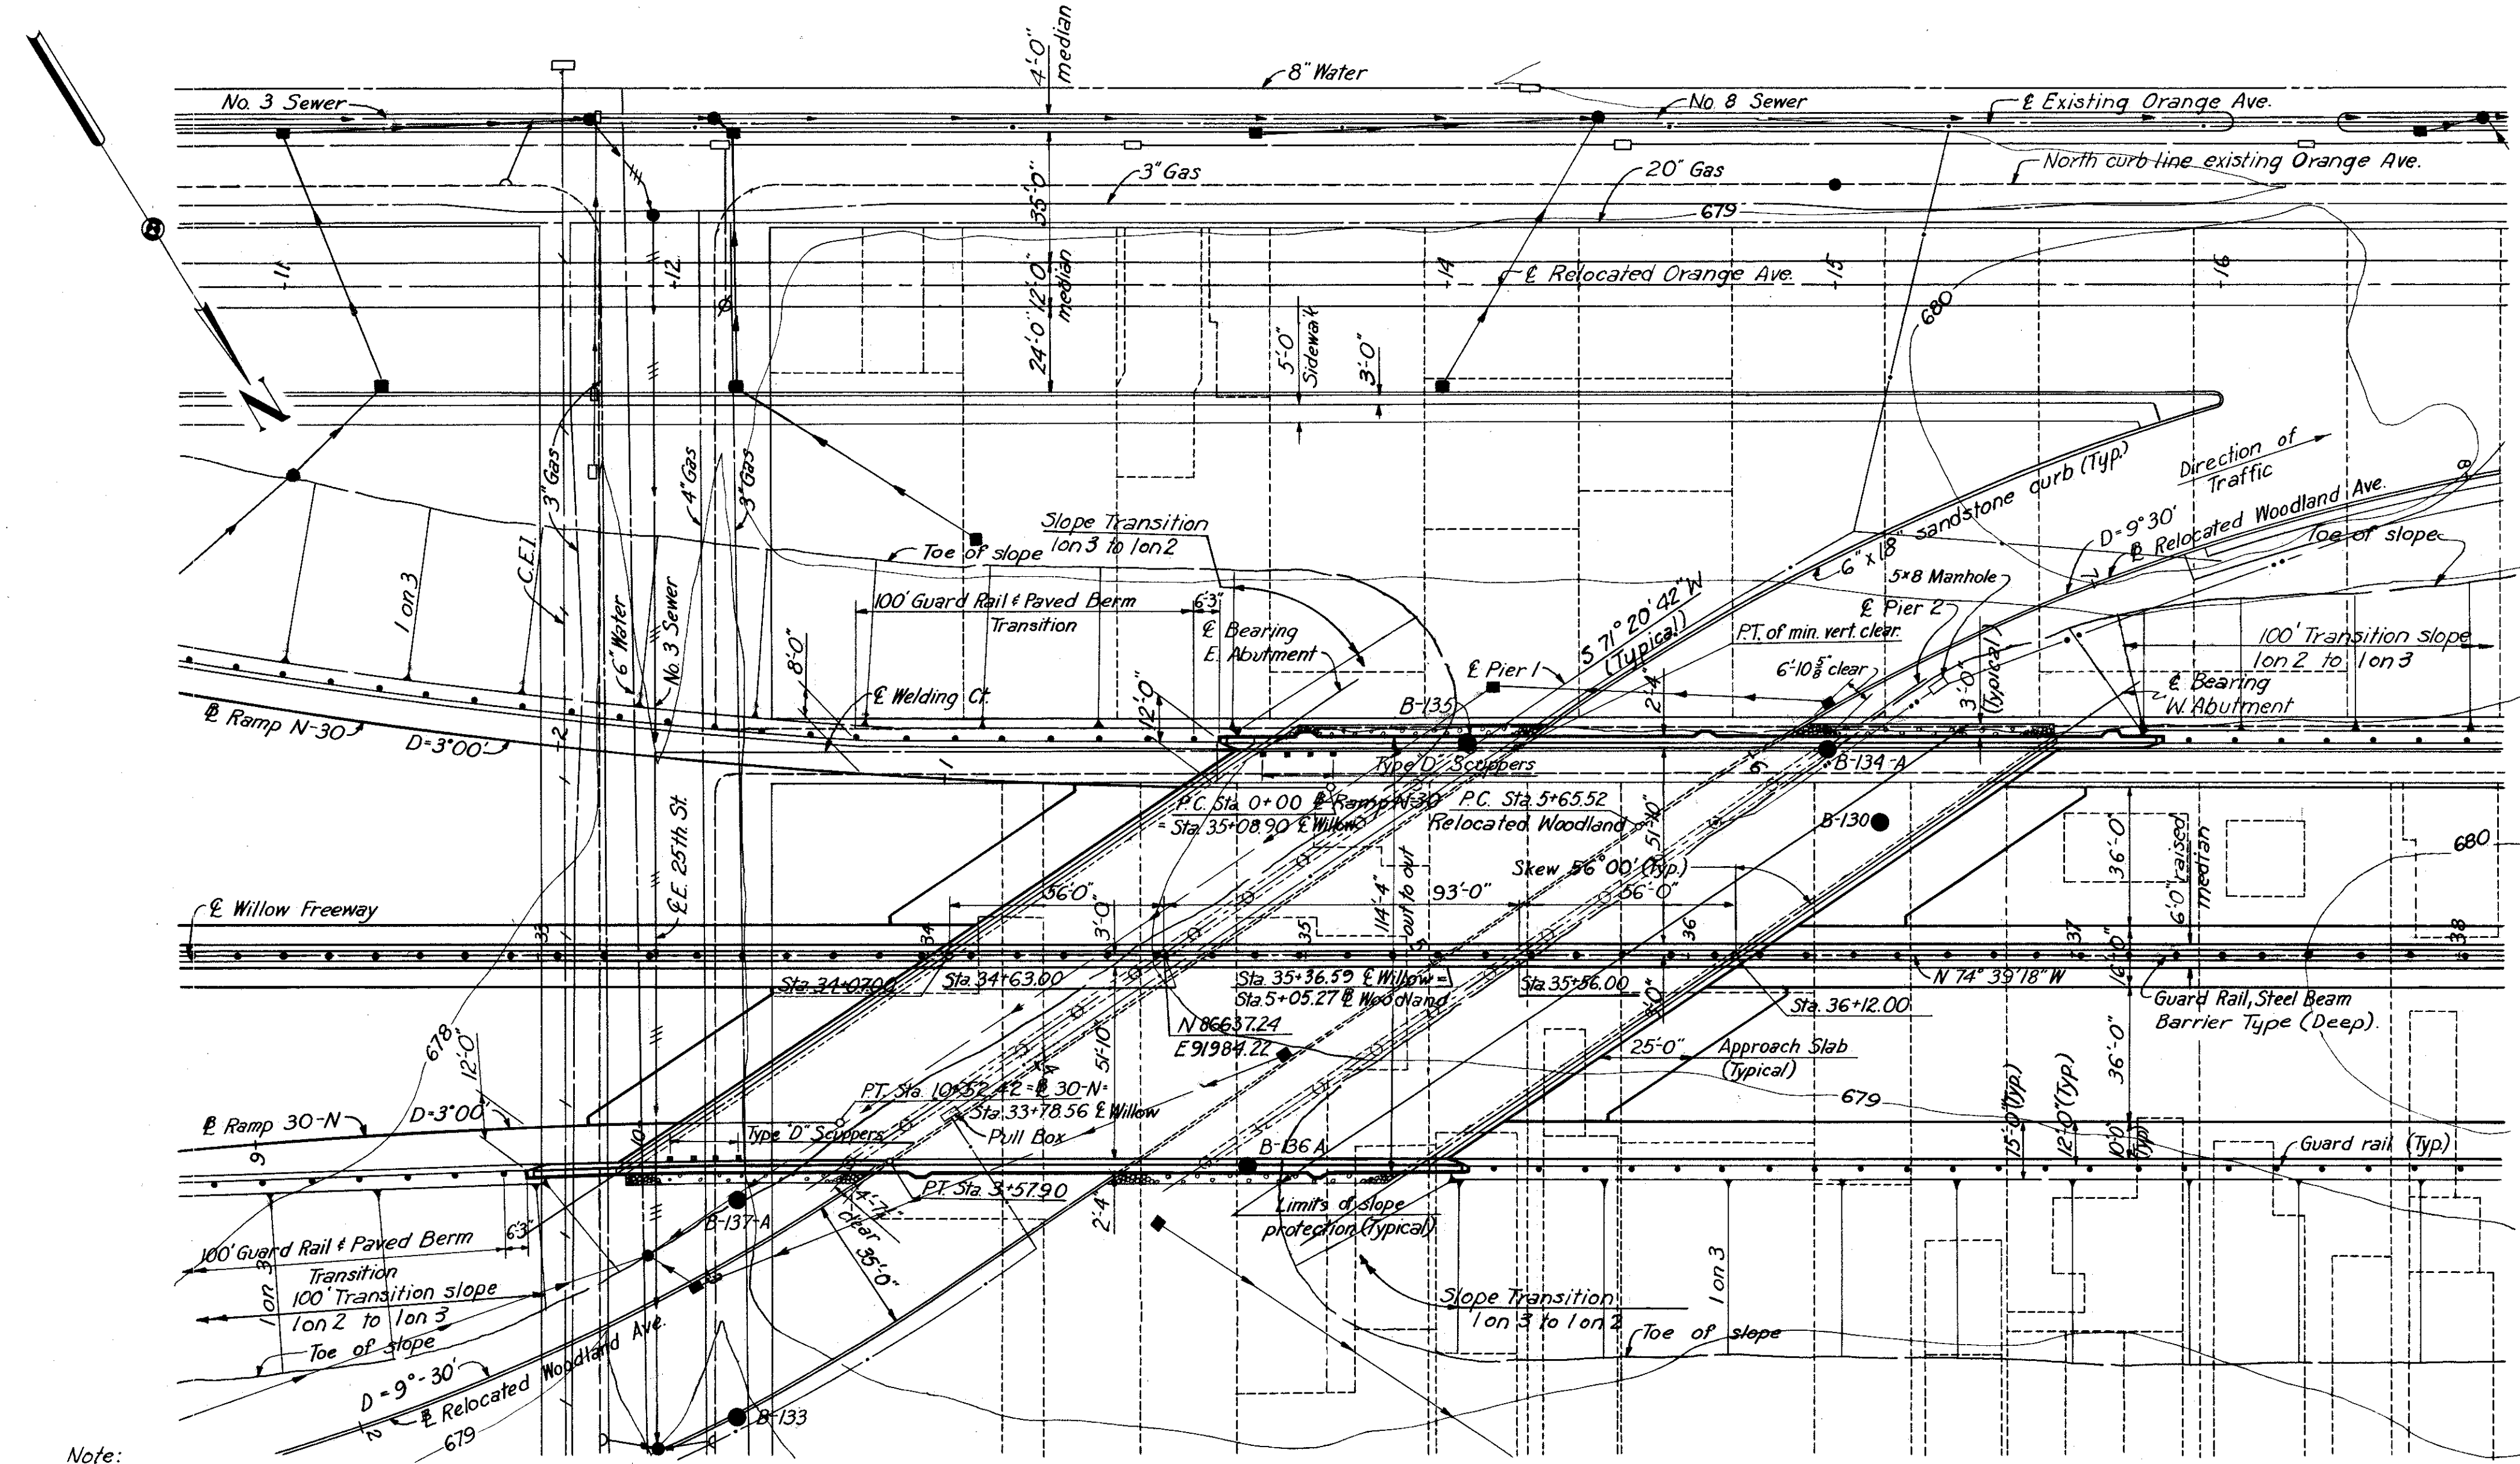 4'-0"
median
8" Water
No. 3 Sewer
No. 8 Sewer
℄ Existing Orange Ave.
North curb line existing Orange Ave.
3" Gas
20" Gas
35'-0"
679
11
12
14
15
16
℄ Relocated Orange Ave.
12'-0"
median
24'-0"
680
5'-0"
Sidewalk
3'-0"
N
Direction of
Traffic
6" x 18" sandstone curb (Typ.)
D=9°30'
℄ Relocated Woodland Ave.
Toe of slope
8
7
3" Gas
4" Gas
3" Gas
C.E.I.
1 on 3
6" Water
No. 3 Sewer
Slope Transition
1 on 3 to 1 on 2
Toe of slope
100' Guard Rail & Paved Berm
Transition
6'-3"
℄ Bearing
E. Abutment
S 71° 20' 42" W
(Typical)
5x8 Manhole
℄ Pier 2
P.T. of min. vert. clear.
6'-10⅝" clear
℄ Pier 1
2'-4"
3'-0"
(Typical)
100' Transition slope
1 on 2 to 1 on 3
℄ Bearing
W. Abutment
8'-0"
℄ Welding Ct.
12'-0"
B-135
℄ Ramp N-30
D=3°00'
2
1
Type "D" Scuppers
6
B-134-A
P.C. Sta. 0+00 ℄ Ramp N-30
= Sta. 35+08.90 ℄ Willow
P.C. Sta. 5+65.52
Relocated Woodland
51'-10"
B-130
36'-0"
6'-0" raised
median
680
℄ E. 25th St.
Skew 56°00' (Typ.)
56'-0"
93'-0"
56'-0"
3'-0"
114'-4"
out to out
℄ Willow Freeway
33
34
35
5
36
37
38
16'-0"
Sta. 34+07.00
Sta. 34+63.00
Sta. 35+36.59 ℄ Willow =
Sta. 5+05.27 ℄ Woodland
Sta. 35+56.00
N 74° 39' 18" W
Sta. 36+12.00
Guard Rail, Steel Beam
Barrier Type (Deep).
N 86637.24
E 91984.22
678
12'-0"
51'-10"
25'-0"
Approach Slab
(Typical)
36'-0"
679
P.T. Sta. 10+52.42 = ℄ 30-N=
Sta. 33+78.56 ℄ Willow
4
Pull Box
℄ Ramp 30-N
D=3°00'
9
10
Type "D" Scuppers
B-136 A
15'-0" (Typ.)
12'-0" (Typ.)
10'-0"
(Typ)
Guard rail (Typ.)
P.T. Sta. 3+57.90
B-137-A
clear
35'-0"
2'-4"
Limits of slope
protection (Typical)
6'-3"
100' Guard Rail & Paved Berm
Transition
1 on 3
100' Transition slope
1 on 2 to 1 on 3
Toe of slope
3
1 on 3
Slope Transition
1 on 3 to 1 on 2
Toe of slope
D = 9°-30'
℄ Relocated Woodland Ave.
2
679
B-133
Note: